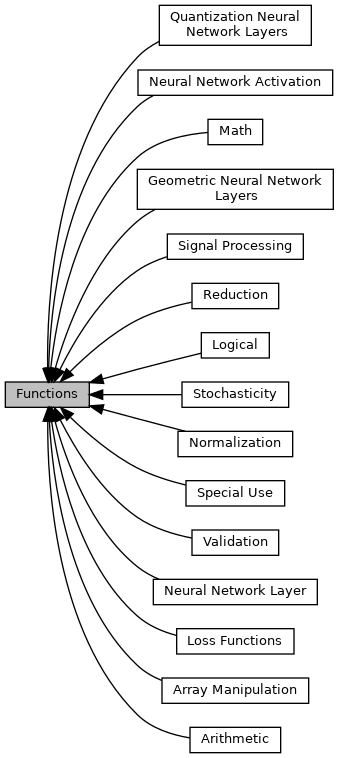 Quantization Neural
Network Layers
Neural Network Activation
Math
Geometric Neural Network
Layers
Signal Processing
Reduction
Logical
Functions
Stochasticity
Normalization
Special Use
Validation
Neural Network Layer
Loss Functions
Array Manipulation
Arithmetic